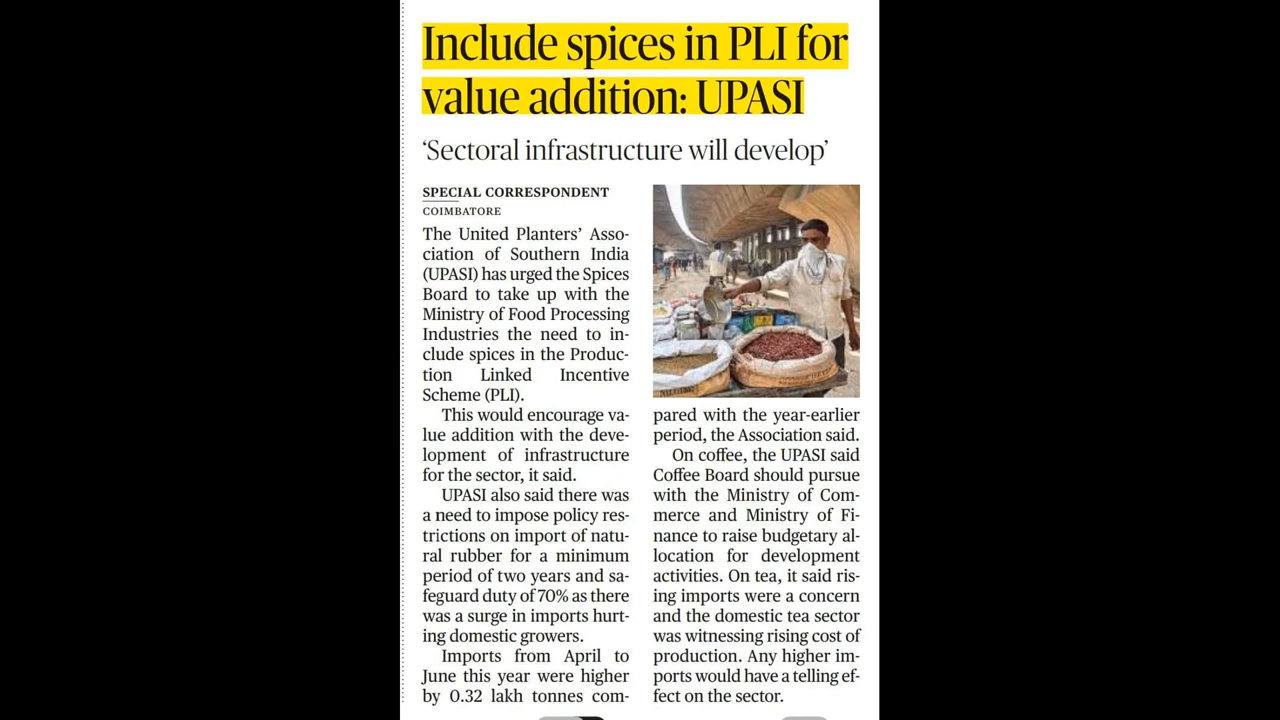 Include spices in PLI for
value addition: UPASI
‘Sectoral infrastructure will develop’
SPECIAL CORRESPONDENT
COIMBATORE
The United Planters’ Asso-
ciation of Southern India
(UPASI) has urged the Spices
Board to take up with the
Ministry of Food Processing
Industries the need to in-
clude spices in the Produc-
tion Linked Incentive
Scheme (PLI).
This would encourage va-
lue addition with the deve-
lopment of infrastructure
for the sector, it said.
UPASI also said there was
a need to impose policy res-
trictions on import of natu-
ral rubber for a minimum
period of two years and sa-
feguard duty of 70% as there
was a surge in imports hurt-
ing domestic growers.
Imports from April to
June this year were higher
by 0.32 lakh tonnes com-
pared with the year-earlier
period, the Association said.
On coffee, the UPASI said
Coffee Board should pursue
with the Ministry of Com-
merce and Ministry of Fi-
nance to raise budgetary al-
location for development
activities. On tea, it said ris-
ing imports were a concern
and the domestic tea sector
was witnessing rising cost of
production. Any higher im-
ports would have a telling ef-
fect on the sector.